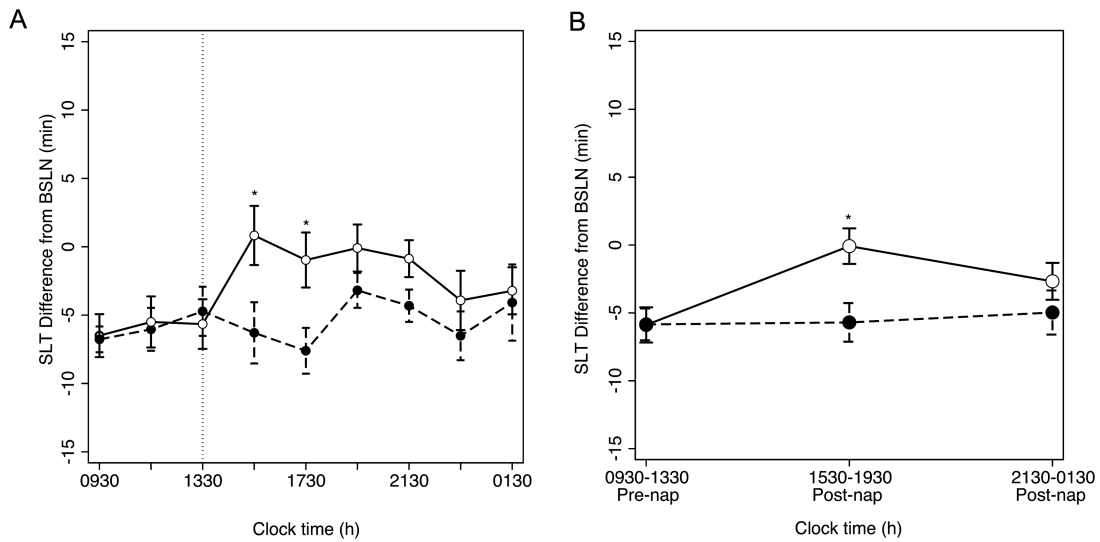 A
SLT Difference from BSLN (min)
15
10
5
0
-5
-10
-15
*
*
0930
1330
1730
2130
0130
Clock time (h)
B
SLT Difference from BSLN (min)
15
10
5
0
-5
-10
-15
*
0930-1330
Pre-nap
1530-1930
Post-nap
2130-0130
Post-nap
Clock time (h)